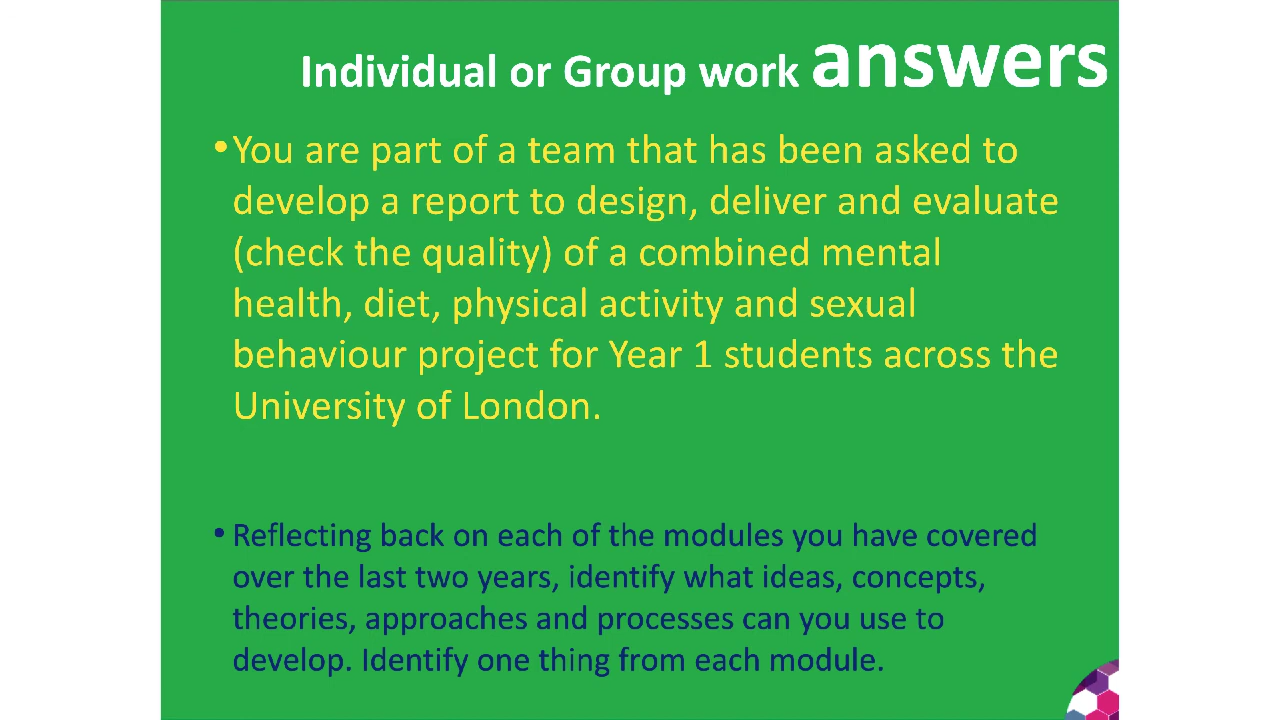 Individual or Group work answers
•You are part of a team that has been asked to
develop a report to design, deliver and evaluate
(check the quality) of a combined mental
health, diet, physical activity and sexual
behaviour project for Year 1 students across the
University of London.
• Reflecting back on each of the modules you have covered
over the last two years, identify what ideas, concepts,
theories, approaches and processes can you use to
develop. Identify one thing from each module.